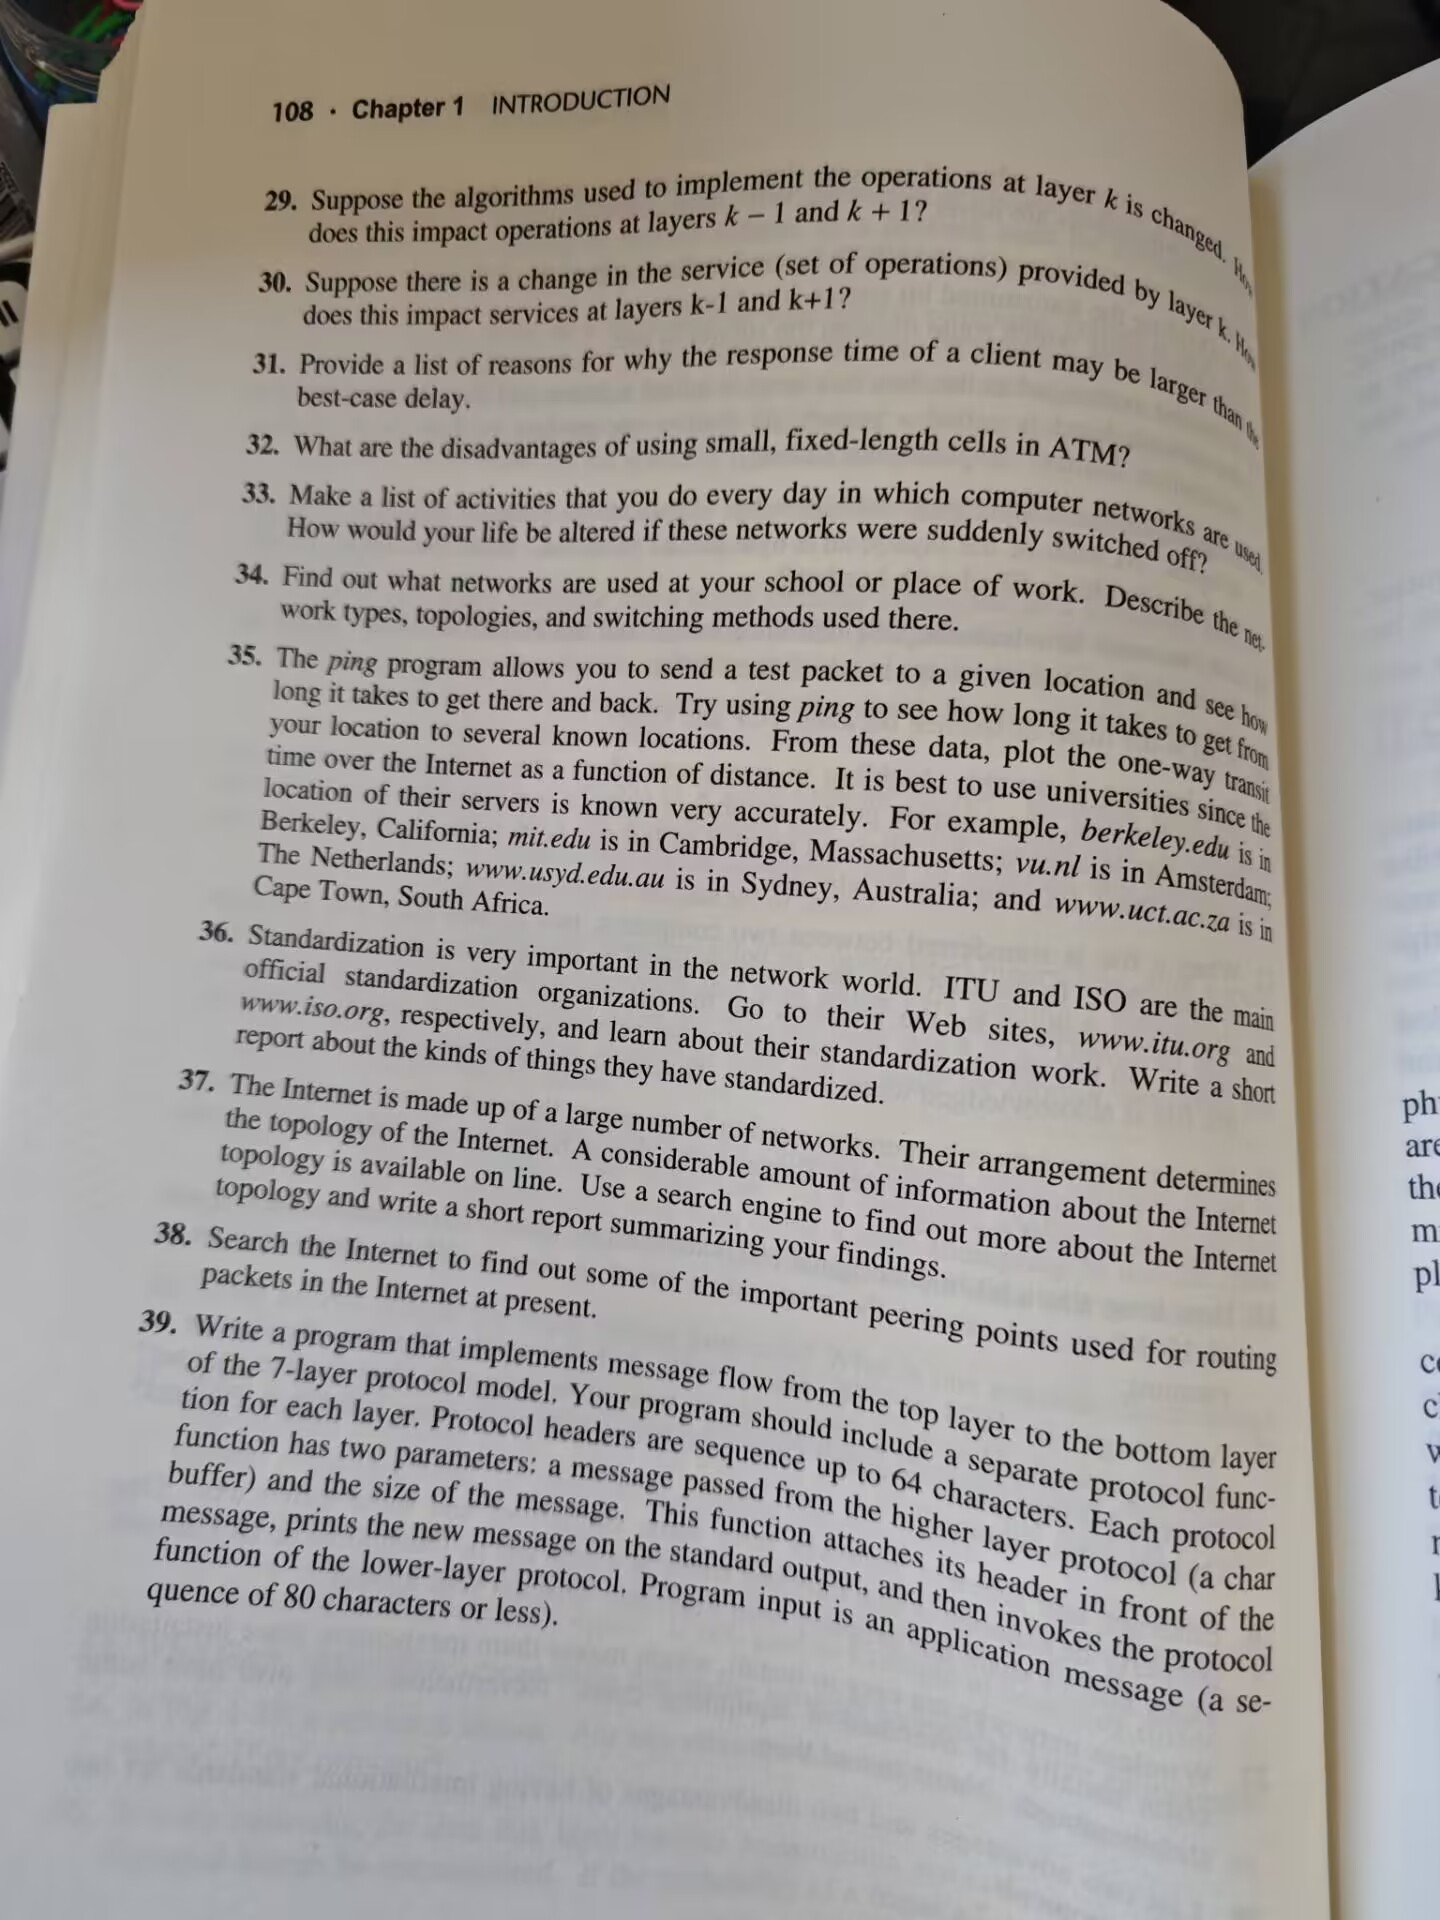 108 · Chapter 1 INTRODUCTION
29. Suppose the algorithms used to implement the operations at layer k is changed. How
does this impact operations at layers k − 1 and k + 1?
30. Suppose there is a change in the service (set of operations) provided by layer k. How
does this impact services at layers k-1 and k+1?
31. Provide a list of reasons for why the response time of a client may be larger than the
best-case delay.
32. What are the disadvantages of using small, fixed-length cells in ATM?
33. Make a list of activities that you do every day in which computer networks are used.
How would your life be altered if these networks were suddenly switched off?
34. Find out what networks are used at your school or place of work. Describe the net-
work types, topologies, and switching methods used there.
35. The ping program allows you to send a test packet to a given location and see how
long it takes to get there and back. Try using ping to see how long it takes to get from
your location to several known locations. From these data, plot the one-way transit
time over the Internet as a function of distance. It is best to use universities since the
location of their servers is known very accurately. For example, berkeley.edu is in
Berkeley, California; mit.edu is in Cambridge, Massachusetts; vu.nl is in Amsterdam;
The Netherlands; www.usyd.edu.au is in Sydney, Australia; and www.uct.ac.za is in
Cape Town, South Africa.
36. Standardization is very important in the network world. ITU and ISO are the main
official standardization organizations. Go to their Web sites, www.itu.org and
www.iso.org, respectively, and learn about their standardization work. Write a short
report about the kinds of things they have standardized.
37. The Internet is made up of a large number of networks. Their arrangement determines
the topology of the Internet. A considerable amount of information about the Internet
topology is available on line. Use a search engine to find out more about the Internet
topology and write a short report summarizing your findings.
38. Search the Internet to find out some of the important peering points used for routing
packets in the Internet at present.
39. Write a program that implements message flow from the top layer to the bottom layer
of the 7-layer protocol model. Your program should include a separate protocol func-
tion for each layer. Protocol headers are sequence up to 64 characters. Each protocol
function has two parameters: a message passed from the higher layer protocol (a char
buffer) and the size of the message. This function attaches its header in front of the
message, prints the new message on the standard output, and then invokes the protocol
function of the lower-layer protocol. Program input is an application message (a se-
quence of 80 characters or less).